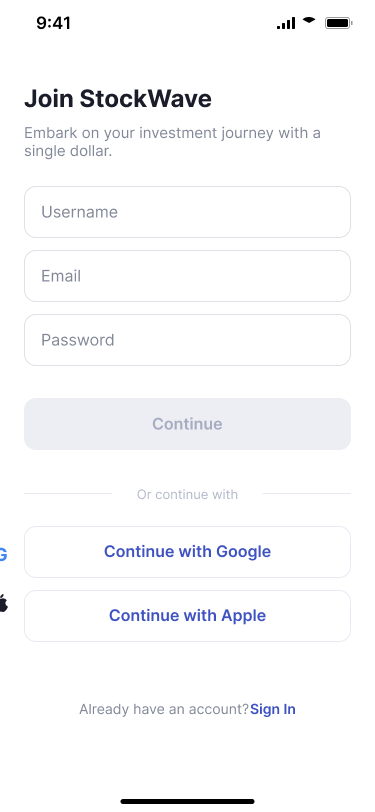 9:41
Join StockWave
Embark on your investment journey with a
single dollar.
Username
Email
Password
Continue
Or continue with
G
Continue with Google
Continue with Apple
Already have an account?Sign In